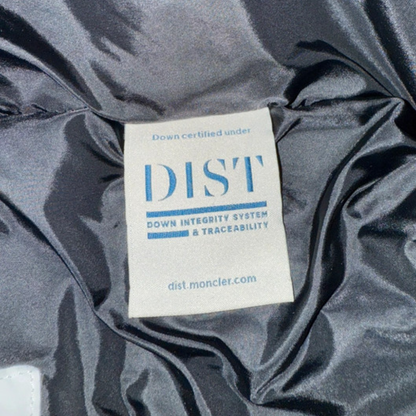 Down certified under
DIST
DOWN INTEGRITY SYSTEM
& TRACEABILITY
dist.moncler.com